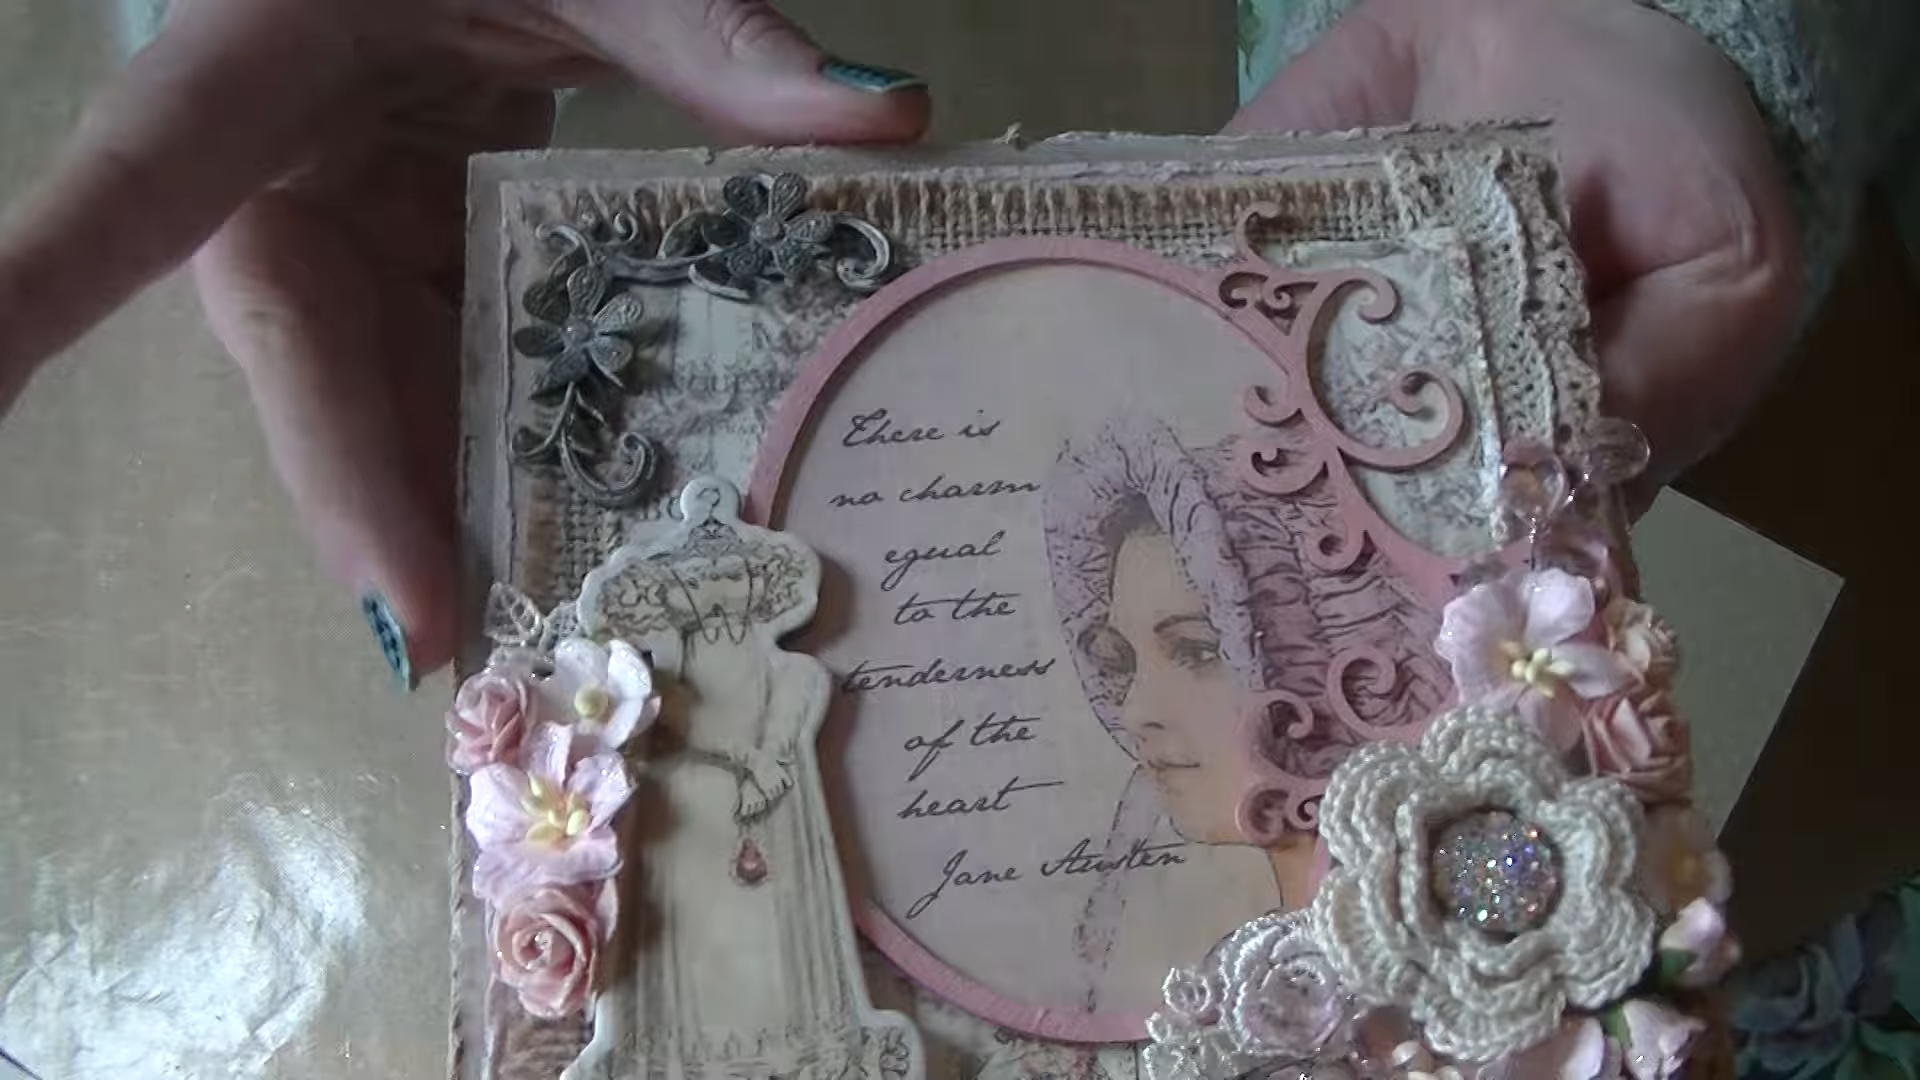 There is
no charm
equal
to the
tenderness
of the
heart
Jane Austen